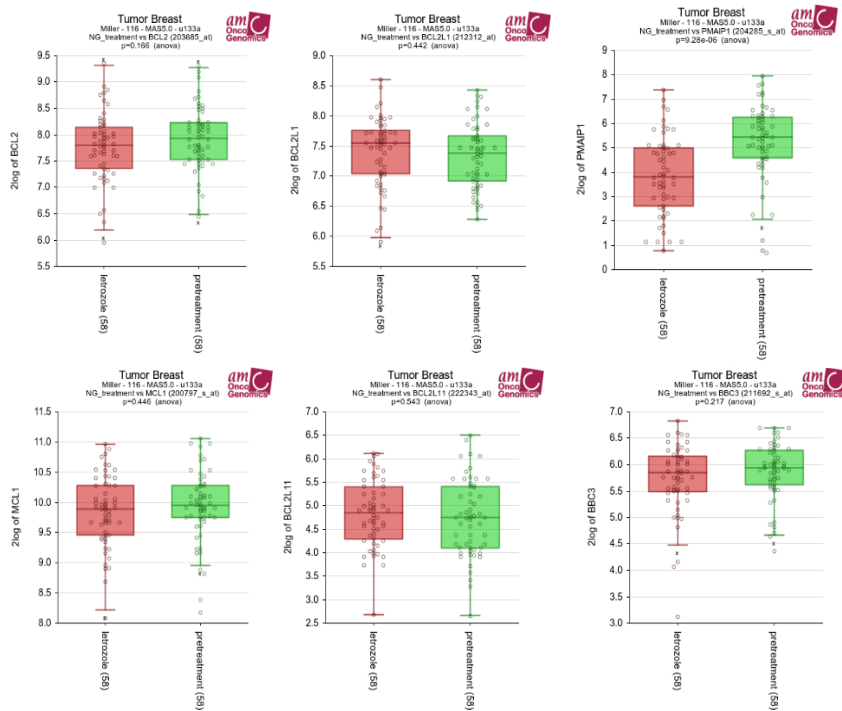 Tumor Breast
Miller - 116 - MAS5.0 - u133a
NG_treatment vs BCL2 (203685_at)
p=0.166 (anova)
am
Onco
Genomics
2log of BCL2
9.5
9.0
8.5
8.0
7.5
7.0
6.5
6.0
5.5
letrozole (58)
pretreatment (58)
Tumor Breast
Miller - 116 - MAS5.0 - u133a
NG_treatment vs BCL2L1 (212312_at)
p=0.442 (anova)
am
Onco
Genomics
2log of BCL2L1
9.0
8.5
8.0
7.5
7.0
6.5
6.0
5.5
letrozole (58)
pretreatment (58)
Tumor Breast
Miller - 116 - MAS5.0 - u133a
NG_treatment vs PMAIP1 (204285_s_at)
p=9.28e-06 (anova)
am
Onco
Genomics
2log of PMAIP1
9
8
7
6
5
4
3
2
1
0
letrozole (58)
pretreatment (58)
Tumor Breast
Miller - 116 - MAS5.0 - u133a
NG_treatment vs MCL1 (200797_s_at)
p=0.446 (anova)
am
Onco
Genomics
2log of MCL1
11.5
11.0
10.5
10.0
9.5
9.0
8.5
8.0
letrozole (58)
pretreatment (58)
Tumor Breast
Miller - 116 - MAS5.0 - u133a
NG_treatment vs BCL2L11 (222343_at)
p=0.543 (anova)
am
Onco
Genomics
2log of BCL2L11
7.0
6.5
6.0
5.5
5.0
4.5
4.0
3.5
3.0
2.5
letrozole (58)
pretreatment (58)
Tumor Breast
Miller - 116 - MAS5.0 - u133a
NG_treatment vs BBC3 (211692_s_at)
p=0.217 (anova)
am
Onco
Genomics
2log of BBC3
7.0
6.5
6.0
5.5
5.0
4.5
4.0
3.5
3.0
letrozole (58)
pretreatment (58)